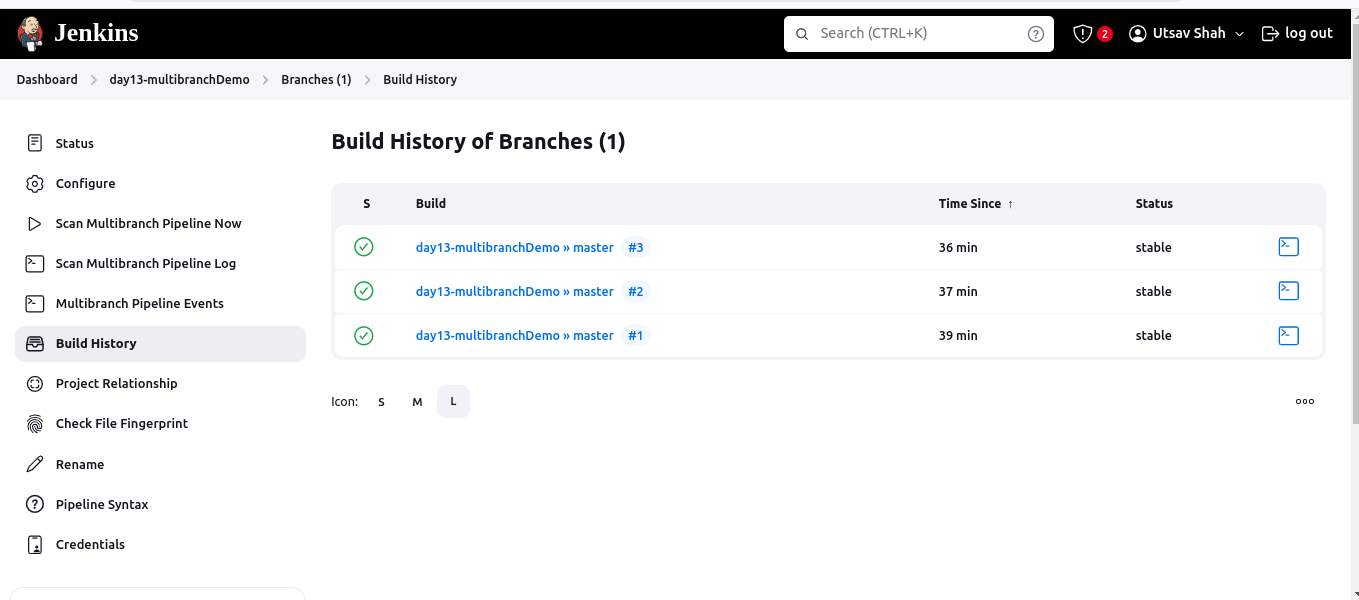 Jenkins
Search (CTRL+K)
2
Utsav Shah
log out
Dashboard
day13-multibranchDemo
Branches (1)
Build History
Status
Configure
Scan Multibranch Pipeline Now
Scan Multibranch Pipeline Log
Multibranch Pipeline Events
Build History
Project Relationship
Check File Fingerprint
Rename
Pipeline Syntax
Credentials
Build History of Branches (1)
S Build Time Since ↑ Status
day13-multibranchDemo » master #3 36 min stable
day13-multibranchDemo » master #2 37 min stable
day13-multibranchDemo » master #1 39 min stable
Icon: S M L